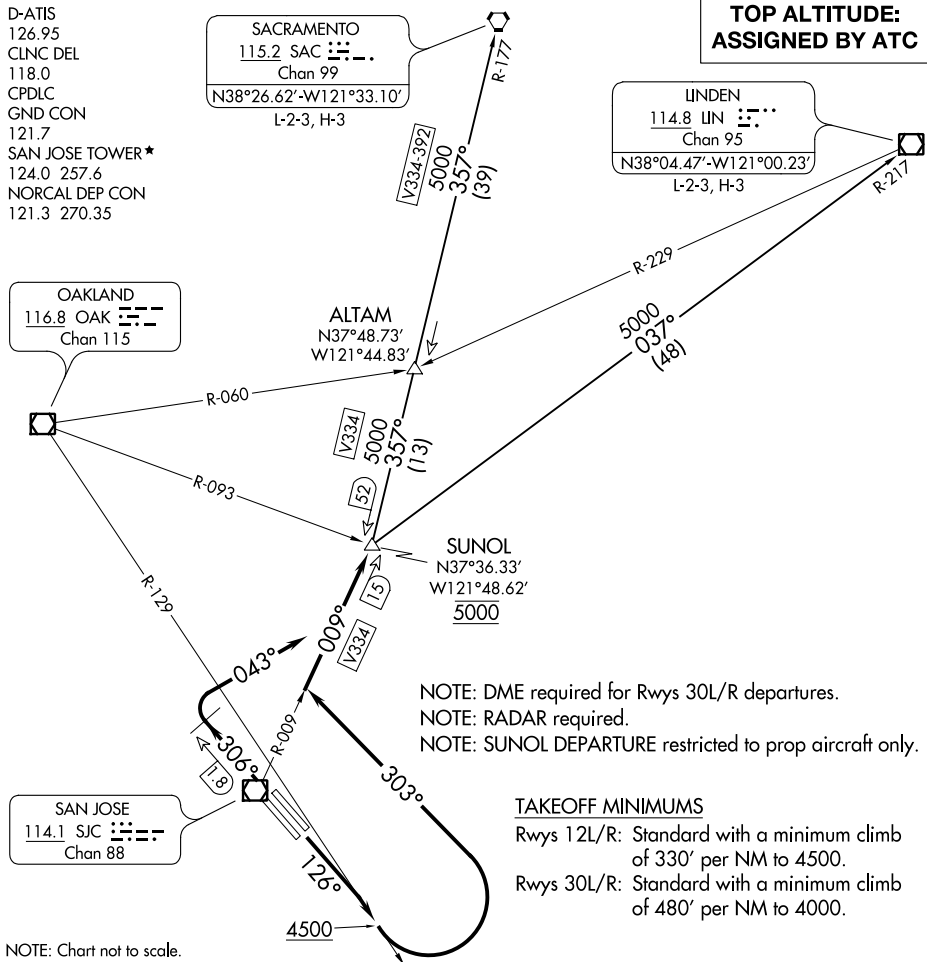 D-ATIS
126.95
CLNC DEL
118.0
CPDLC
GND CON
121.7
SAN JOSE TOWER★
124.0 257.6
NORCAL DEP CON
121.3 270.35
SACRAMENTO
115.2 SAC
Chan 99
N38°26.62′-W121°33.10′
L-2-3, H-3
R-177
TOP ALTITUDE:
ASSIGNED BY ATC
LINDEN
114.8 LIN
Chan 95
N38°04.47′-W121°00.23′
L-2-3, H-3
R-217
V334-392
5000
357°
(39)
R-229
5000
037°
(48)
OAKLAND
116.8 OAK
Chan 115
ALTAM
N37°48.73′
W121°44.83′
R-060
V334
5000
357°
(13)
R-093
52
SUNOL
N37°36.33′
W121°48.62′
5000
15
R-129
009°
V334
043°
R-009
306°
1.8
303°
NOTE: DME required for Rwys 30L/R departures.
NOTE: RADAR required.
NOTE: SUNOL DEPARTURE restricted to prop aircraft only.
SAN JOSE
114.1 SJC
Chan 88
126°
4500
TAKEOFF MINIMUMS
Rwys 12L/R: Standard with a minimum climb
of 330′ per NM to 4500.
Rwys 30L/R: Standard with a minimum climb
of 480′ per NM to 4000.
NOTE: Chart not to scale.